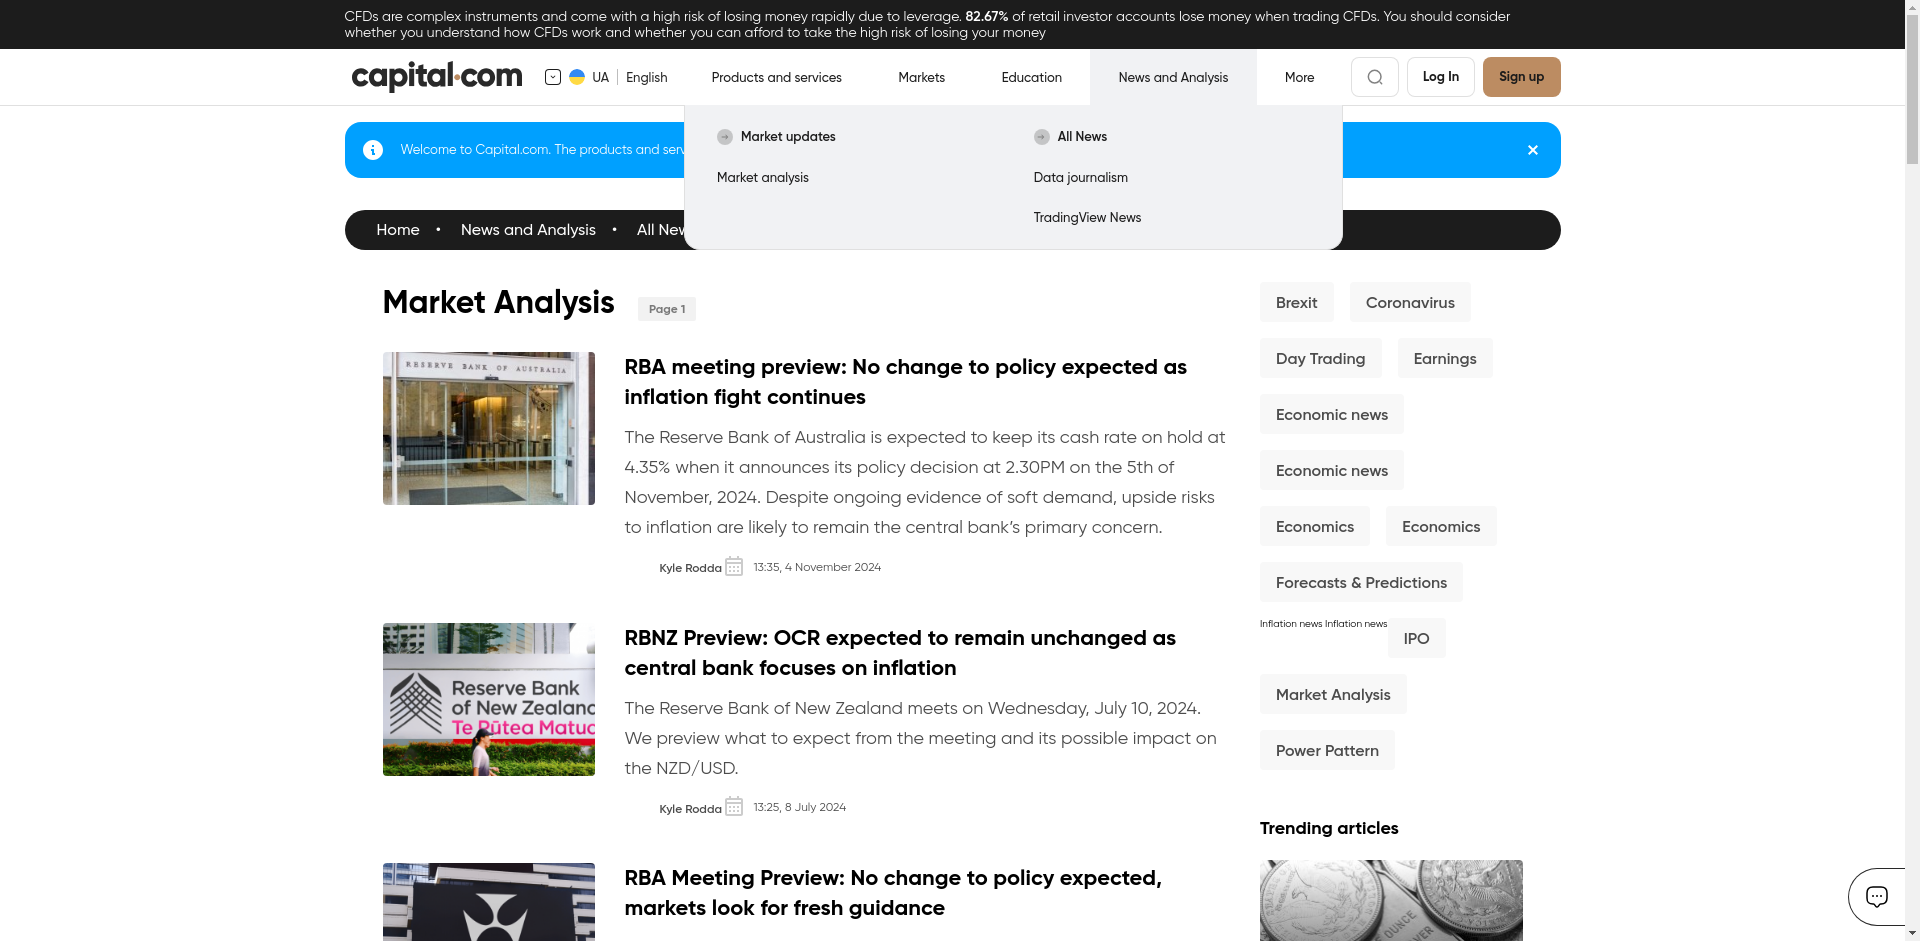 CFDs are complex instruments and come with a high risk of losing money rapidly due to leverage. 82.67% of retail investor accounts lose money when trading CFDs. You should consider
whether you understand how CFDs work and whether you can afford to take the high risk of losing your money
capital.com
UA
English
Products and services
Markets
Education
News and Analysis
More
Log In
Sign up
Market updates
All News
Market analysis
Data journalism
TradingView News
Welcome to Capital.com. The products and serv
Home • News and Analysis • All New
Market Analysis
Page 1
RESERVE BANK OF AUSTRALIA
RBA meeting preview: No change to policy expected as
inflation fight continues
The Reserve Bank of Australia is expected to keep its cash rate on hold at
4.35% when it announces its policy decision at 2.30PM on the 5th of
November, 2024. Despite ongoing evidence of soft demand, upside risks
to inflation are likely to remain the central bank’s primary concern.
Kyle Rodda
13:35, 4 November 2024
Reserve Bank
of New Zealand
Te Pūtea Matua
RBNZ Preview: OCR expected to remain unchanged as
central bank focuses on inflation
The Reserve Bank of New Zealand meets on Wednesday, July 10, 2024.
We preview what to expect from the meeting and its possible impact on
the NZD/USD.
Kyle Rodda
13:25, 8 July 2024
RBA Meeting Preview: No change to policy expected,
markets look for fresh guidance
Brexit
Coronavirus
Day Trading
Earnings
Economic news
Economic news
Economics
Economics
Forecasts & Predictions
Inflation news Inflation news
IPO
Market Analysis
Power Pattern
Trending articles
OUNCE